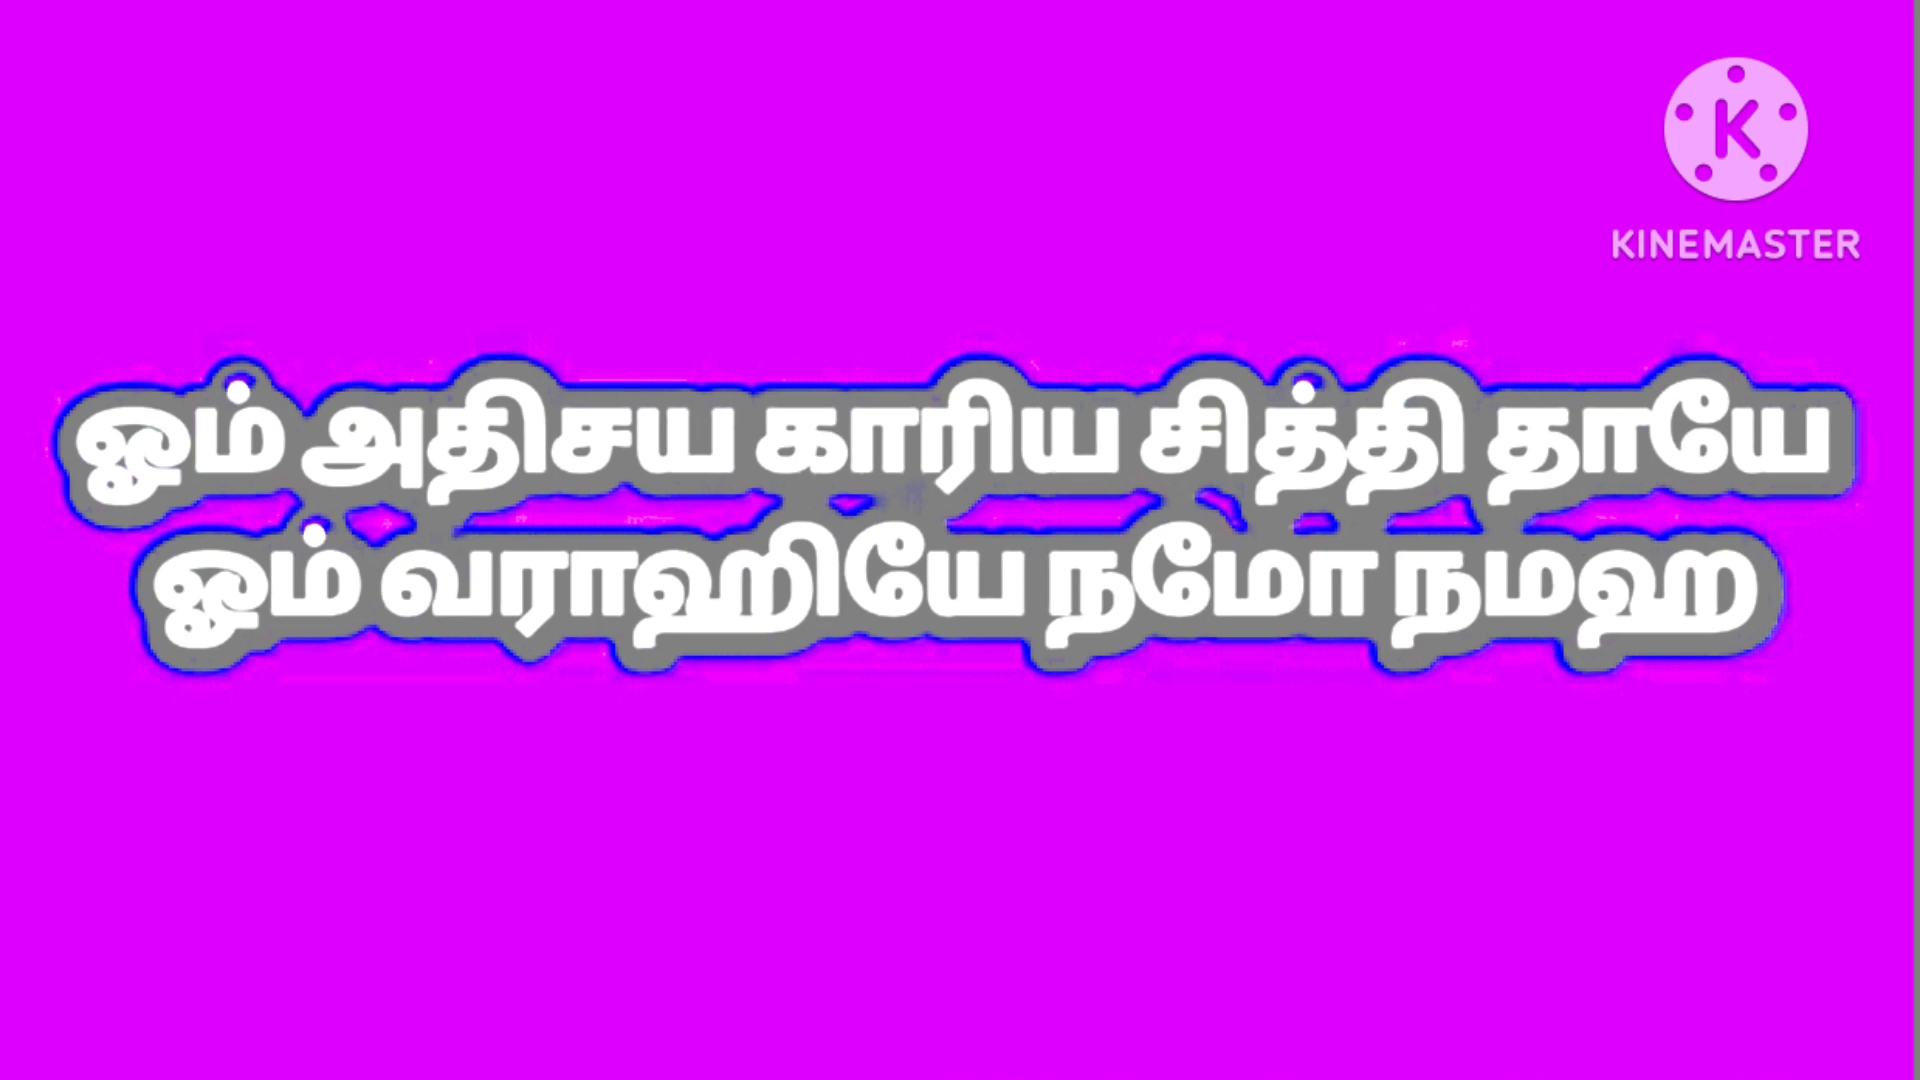 KINEMASTER
ஓம் அதிசய காரிய சித்தி தாயே
ஓம் வராஹியே நமோ நமஹ